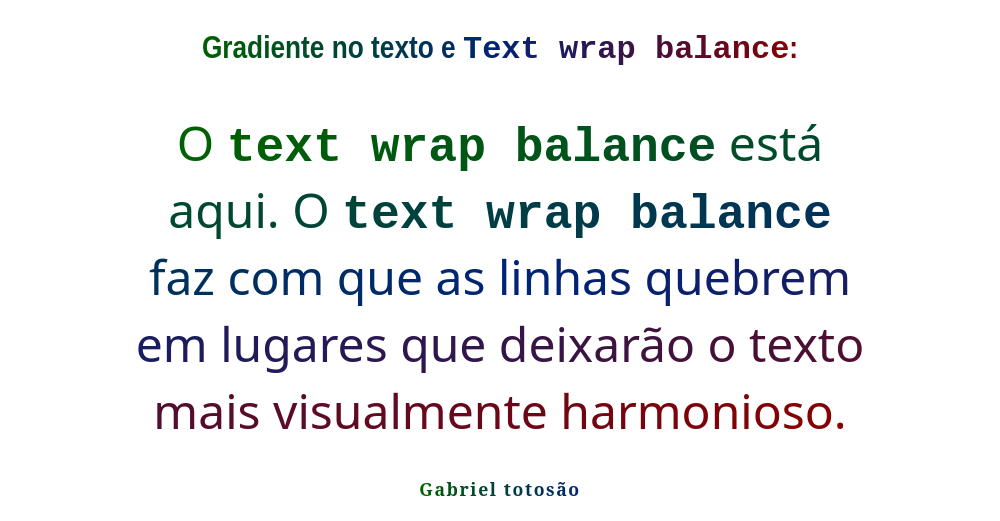 Gradiente no texto e Text wrap balance:
O text wrap balance está
aqui. O text wrap balance
faz com que as linhas quebrem
em lugares que deixarão o texto
mais visualmente harmonioso.
Gabriel totosão